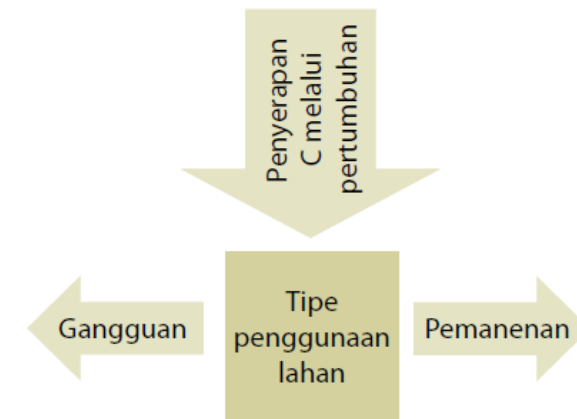 Penyerapan
C melalui
pertumbuhan
Gangguan
Tipe
penggunaan
lahan
Pemanenan